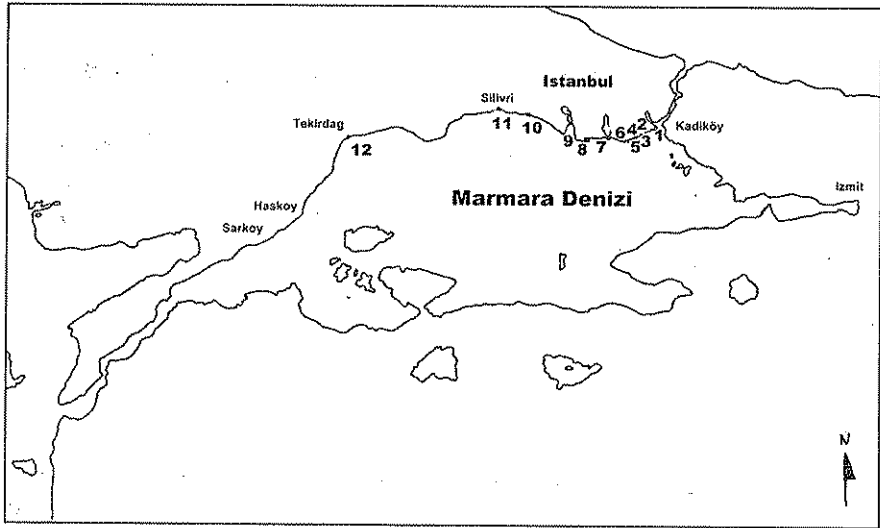 Istanbul
Silivri
Tekirdag
11
10
12
9
8
7
6 4 2
5 3
1
Kadiköy
Marmara Denizi
Izmit
Haskoy
Sarkoy
N